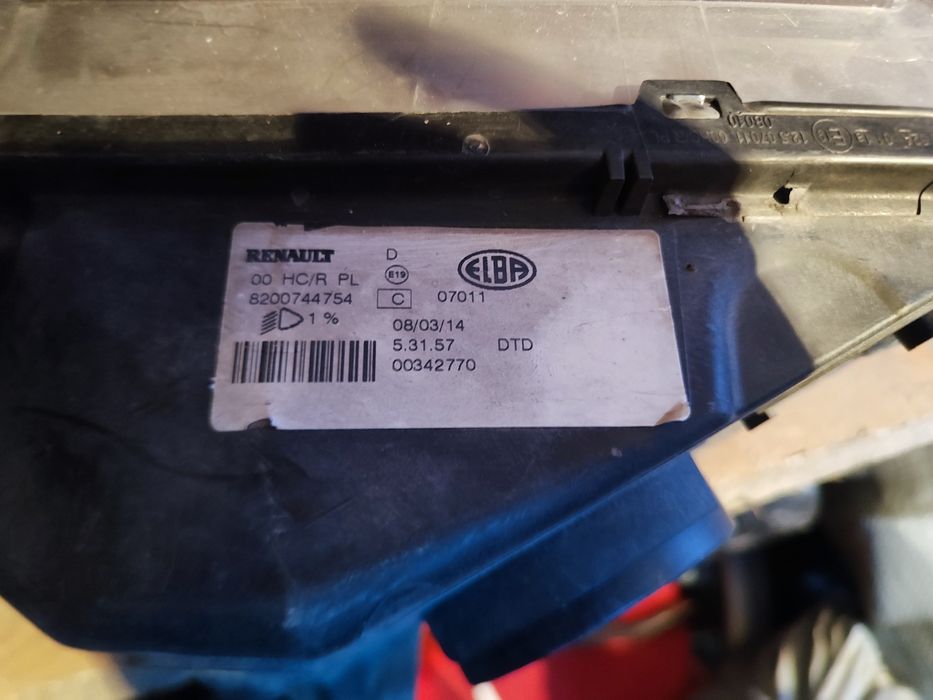 RENAULT D
00 HC/R PL E19 ELBA
8200744754 C 07011
1 %
08/03/14
5.31.57 DTD
00342770